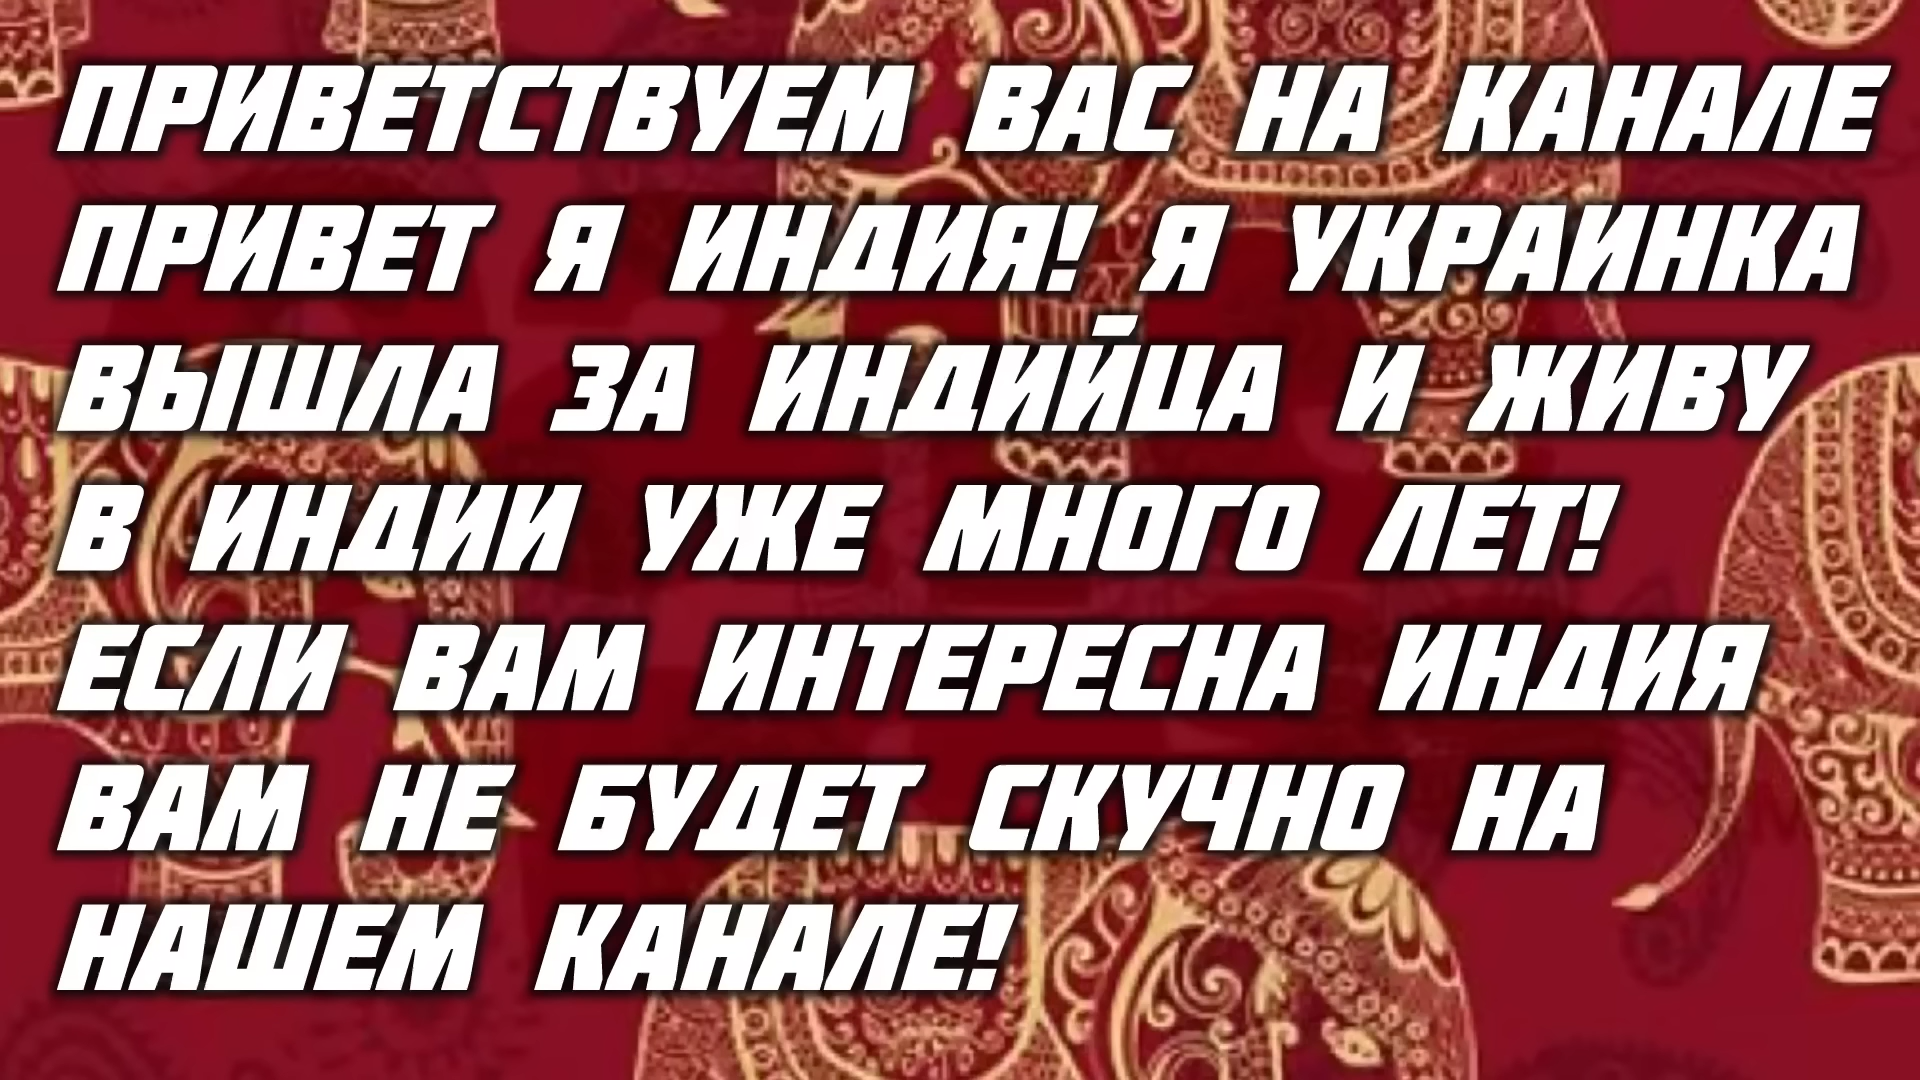 ПРИВЕТСТВУЕМ ВАС НА КАНАЛЕ
ПРИВЕТ Я ИНДИЯ! Я УКРАИНКА
ВЫШЛА ЗА ИНДИЙЦА И ЖИВУ
В ИНДИИ УЖЕ МНОГО ЛЕТ!
ЕСЛИ ВАМ ИНТЕРЕСНА ИНДИЯ
ВАМ НЕ БУДЕТ СКУЧНО НА
НАШЕМ КАНАЛЕ!